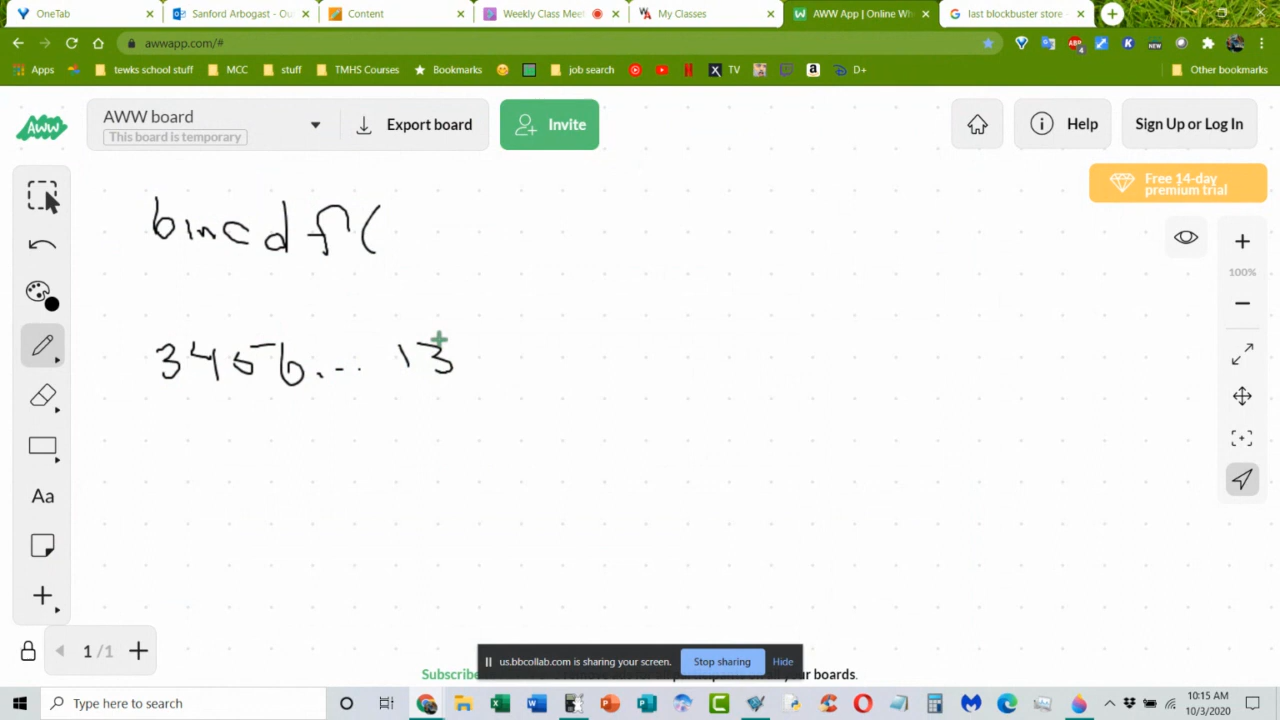 OneTab
Sanford Arbogast - Ou
Content
Weekly Class Meet
My Classes
AWW App | Online Wh
last blockbuster store -
awwapp.com/#
Apps
tewks school stuff
MCC
stuff
TMHS Courses
Bookmarks
job search
TV
D+
Other bookmarks
AWW
AWW board
This board is temporary
Export board
Invite
Help
Sign Up or Log In
Free 14-day
premium trial
100%
bincdf(
3456... 13
Aa
1 /1
us.bbcollab.com is sharing your screen.
Stop sharing
Hide
Subscribe
your boards.
Type here to search
10:15 AM
10/3/2020